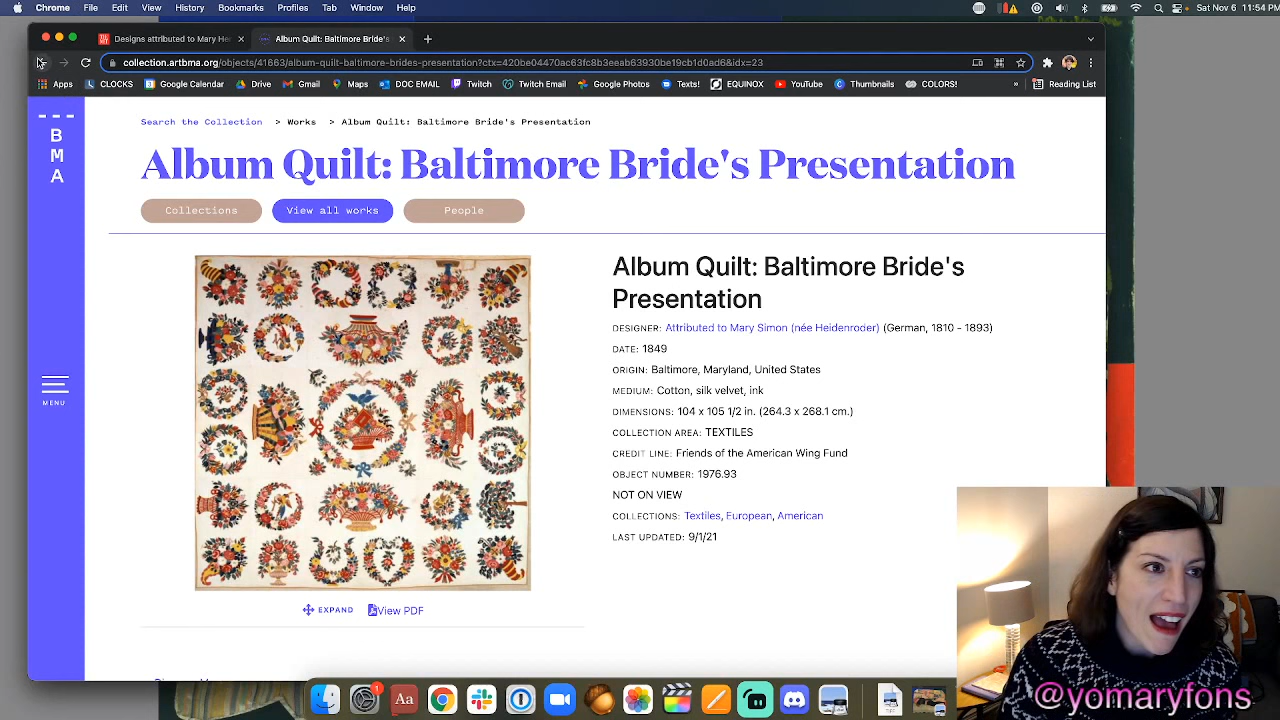 Chrome File Edit View History Bookmarks Profiles Tab Window Help
Sat Nov 6 11:54 PM
Designs attributed to Mary He
Album Quilt: Baltimore Bride's
collection.artbma.org/objects/41663/album-quilt-baltimore-brides-presentation?ctx=420be04470ac63fc8b3eeab63930be19cb1d0ad6&idx=23
Apps CLOCKS Google Calendar Drive Gmail Maps DOC EMAIL Twitch Twitch Email Google Photos Texts! EQUINOX YouTube Thumbnails COLORS! » Reading List
B
M
A
MENU
Search the Collection > Works > Album Quilt: Baltimore Bride's Presentation
Album Quilt: Baltimore Bride's Presentation
Collections View all works People
Album Quilt: Baltimore Bride's
Presentation
DESIGNER: Attributed to Mary Simon (née Heidenroder) (German, 1810 - 1893)
DATE: 1849
ORIGIN: Baltimore, Maryland, United States
MEDIUM: Cotton, silk velvet, ink
DIMENSIONS: 104 x 105 1/2 in. (264.3 x 268.1 cm.)
COLLECTION AREA: TEXTILES
CREDIT LINE: Friends of the American Wing Fund
OBJECT NUMBER: 1976.93
NOT ON VIEW
COLLECTIONS: Textiles, European, American
LAST UPDATED: 9/1/21
EXPAND View PDF
1
Aa
@yomaryfons